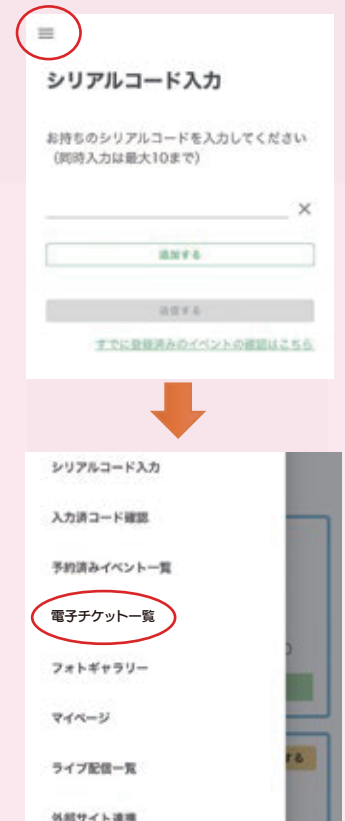 シリアルコード入力
お持ちのシリアルコードを入力してください
(同時入力は最大10まで)
追加する
送信する
すでに登録済みのイベントの確認はこちら
シリアルコード入力
入力済コード確認
予約済みイベント一覧
電子チケット一覧
フォトギャラリー
マイページ
する
ライブ配信一覧
外部サイト連携